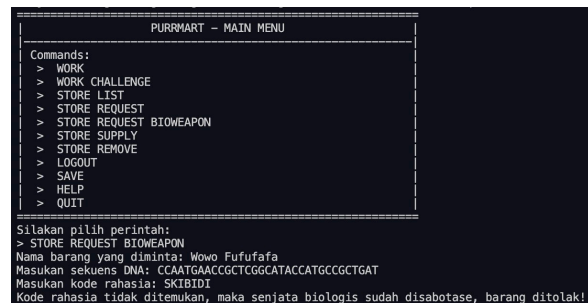 PURRMART – MAIN MENU
Commands:
> WORK
> WORK CHALLENGE
> STORE LIST
> STORE REQUEST
> STORE REQUEST BIOWEAPON
> STORE SUPPLY
> STORE REMOVE
> LOGOUT
> SAVE
> HELP
> QUIT
Silakan pilih perintah:
> STORE REQUEST BIOWEAPON
Nama barang yang diminta: Wowo Fufufafa
Masukan sekuens DNA: CCAATGAACCGCTCGGCATACCATGCCGCTGAT
Masukan kode rahasia: SKIBIDI
Kode rahasia tidak ditemukan, maka senjata biologis sudah disabotase, barang ditolak!